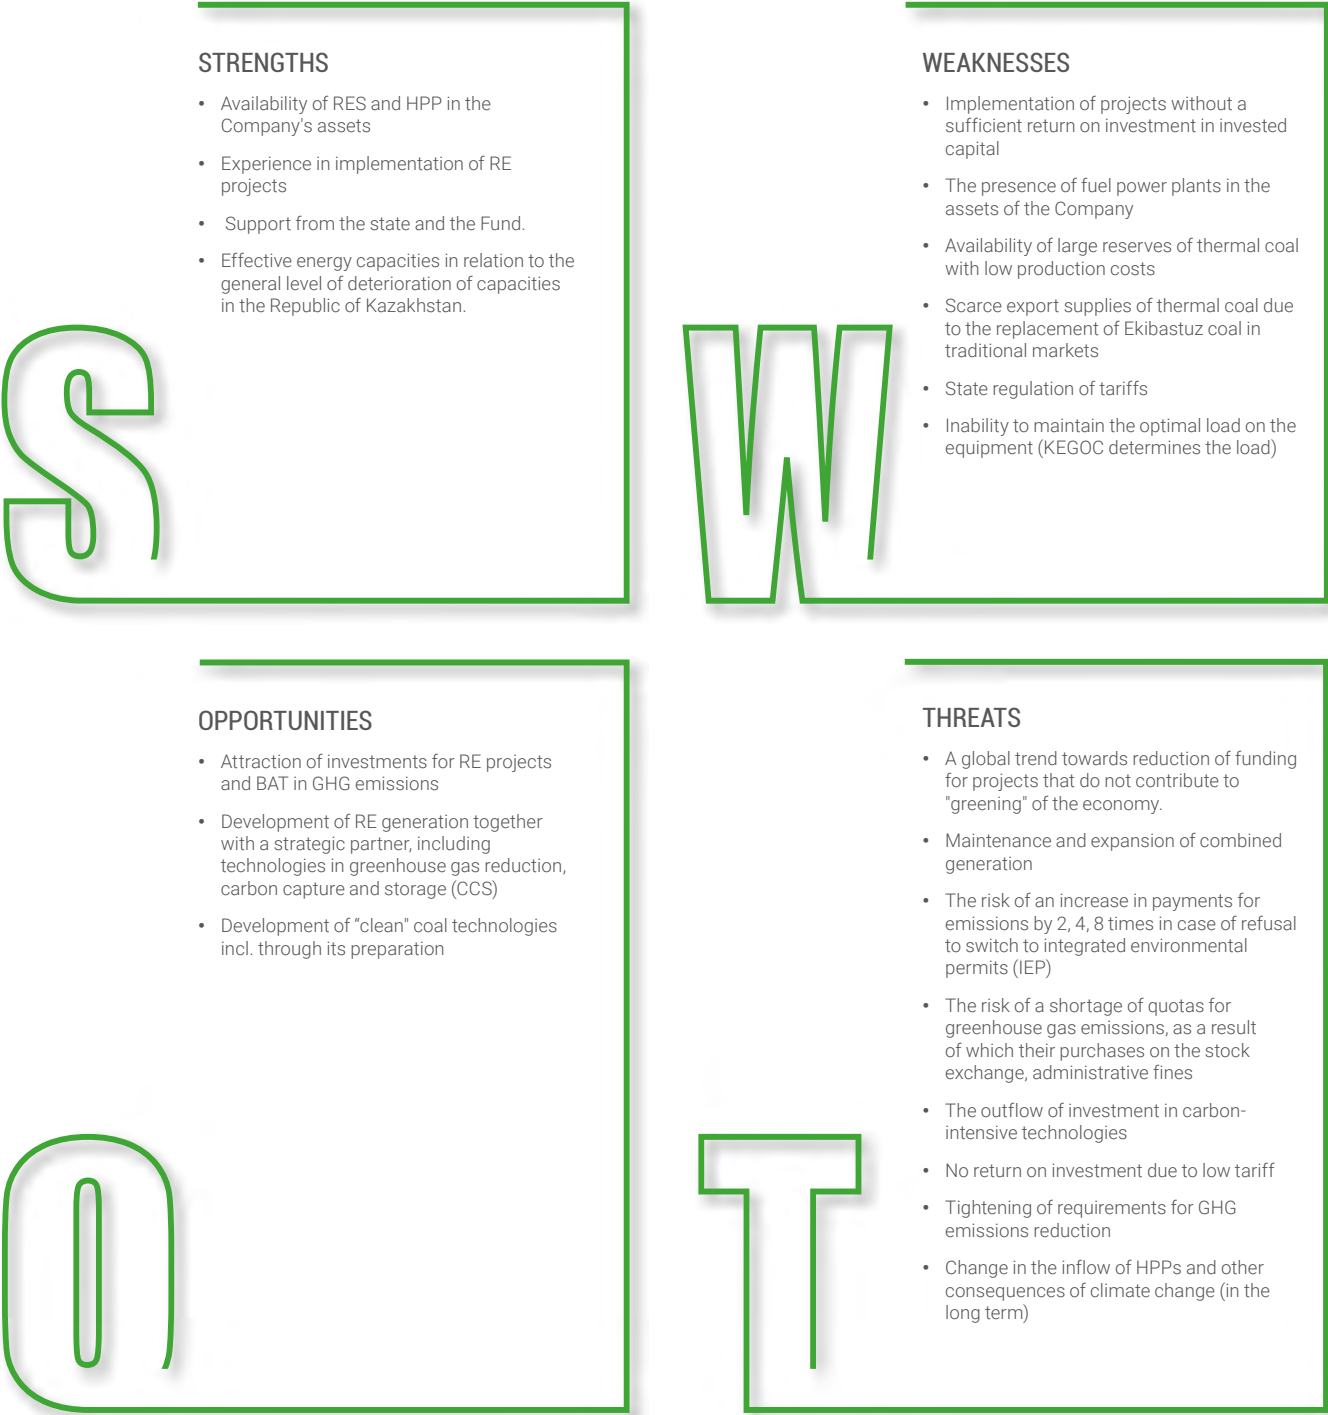 STRENGTHS
• Availability of RES and HPP in the
Company's assets
• Experience in implementation of RE
projects
• Support from the state and the Fund.
• Effective energy capacities in relation to the
general level of deterioration of capacities
in the Republic of Kazakhstan.
S
WEAKNESSES
• Implementation of projects without a
sufficient return on investment in invested
capital
• The presence of fuel power plants in the
assets of the Company
• Availability of large reserves of thermal coal
with low production costs
• Scarce export supplies of thermal coal due
to the replacement of Ekibastuz coal in
traditional markets
• State regulation of tariffs
• Inability to maintain the optimal load on the
equipment (KEGOC determines the load)
W
OPPORTUNITIES
• Attraction of investments for RE projects
and BAT in GHG emissions
• Development of RE generation together
with a strategic partner, including
technologies in greenhouse gas reduction,
carbon capture and storage (CCS)
• Development of “clean" coal technologies
incl. through its preparation
O
THREATS
• A global trend towards reduction of funding
for projects that do not contribute to
"greening" of the economy.
• Maintenance and expansion of combined
generation
• The risk of an increase in payments for
emissions by 2, 4, 8 times in case of refusal
to switch to integrated environmental
permits (IEP)
• The risk of a shortage of quotas for
greenhouse gas emissions, as a result
of which their purchases on the stock
exchange, administrative fines
• The outflow of investment in carbon-
intensive technologies
• No return on investment due to low tariff
• Tightening of requirements for GHG
emissions reduction
• Change in the inflow of HPPs and other
consequences of climate change (in the
long term)
T